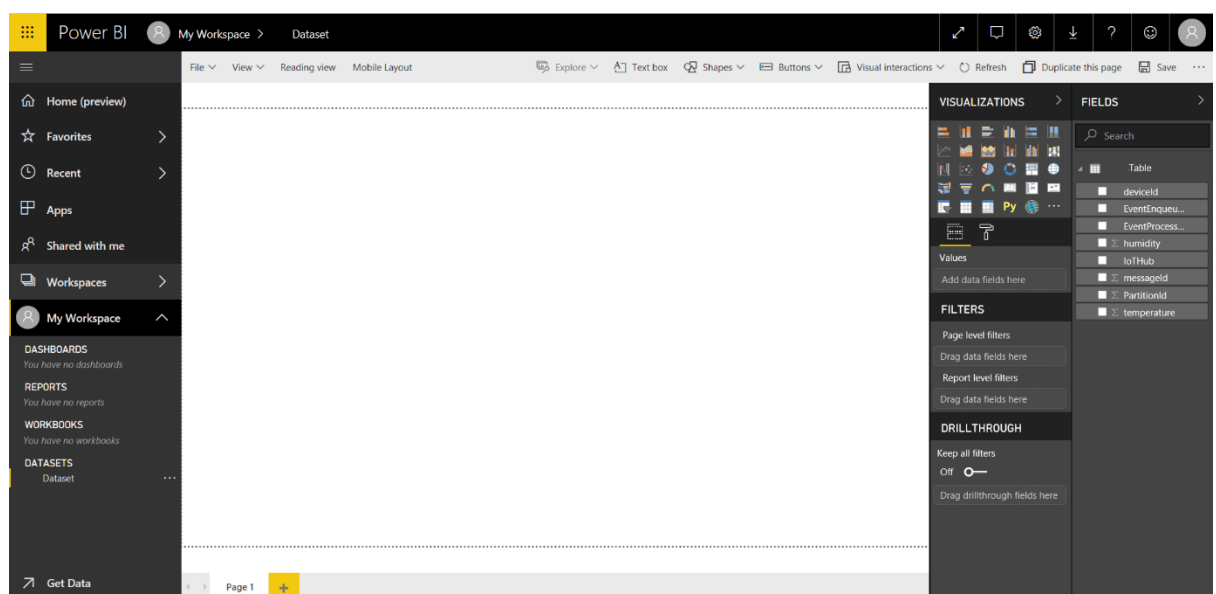 Power BI My Workspace > Dataset
File View Reading view Mobile Layout Explore Text box Shapes Buttons Visual interactions Refresh Duplicate this page Save ...
Home (preview)
Favorites
Recent
Apps
Shared with me
Workspaces
My Workspace
DASHBOARDS
You have no dashboards
REPORTS
You have no reports
WORKBOOKS
You have no workbooks
DATASETS
Dataset ...
Get Data
Page 1 +
VISUALIZATIONS >
Py ...
Values
Add data fields here
FILTERS
Page level filters
Drag data fields here
Report level filters
Drag data fields here
DRILLTHROUGH
Keep all filters
Off
Drag drillthrough fields here
FIELDS >
Search
Table
deviceId
EventEnqueu...
EventProcess...
Σ humidity
IoTHub
Σ messageId
Σ PartitionId
Σ temperature